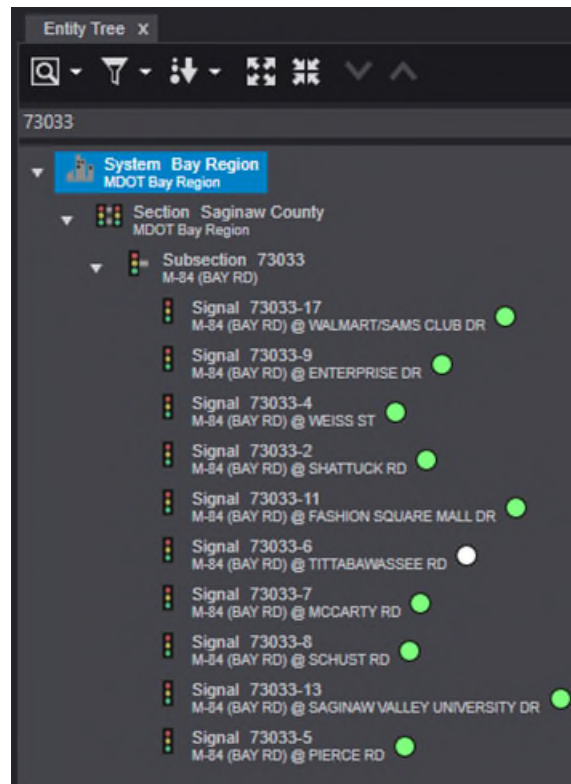 Entity Tree X
73033
System Bay Region
MDOT Bay Region
Section Saginaw County
MDOT Bay Region
Subsection 73033
M-84 (BAY RD)
Signal 73033-17
M-84 (BAY RD) @ WALMART/SAMS CLUB DR
Signal 73033-9
M-84 (BAY RD) @ ENTERPRISE DR
Signal 73033-4
M-84 (BAY RD) @ WEISS ST
Signal 73033-2
M-84 (BAY RD) @ SHATTUCK RD
Signal 73033-11
M-84 (BAY RD) @ FASHION SQUARE MALL DR
Signal 73033-6
M-84 (BAY RD) @ TITTABAWASSEE RD
Signal 73033-7
M-84 (BAY RD) @ MCCARTY RD
Signal 73033-8
M-84 (BAY RD) @ SCHUST RD
Signal 73033-13
M-84 (BAY RD) @ SAGINAW VALLEY UNIVERSITY DR
Signal 73033-5
M-84 (BAY RD) @ PIERCE RD